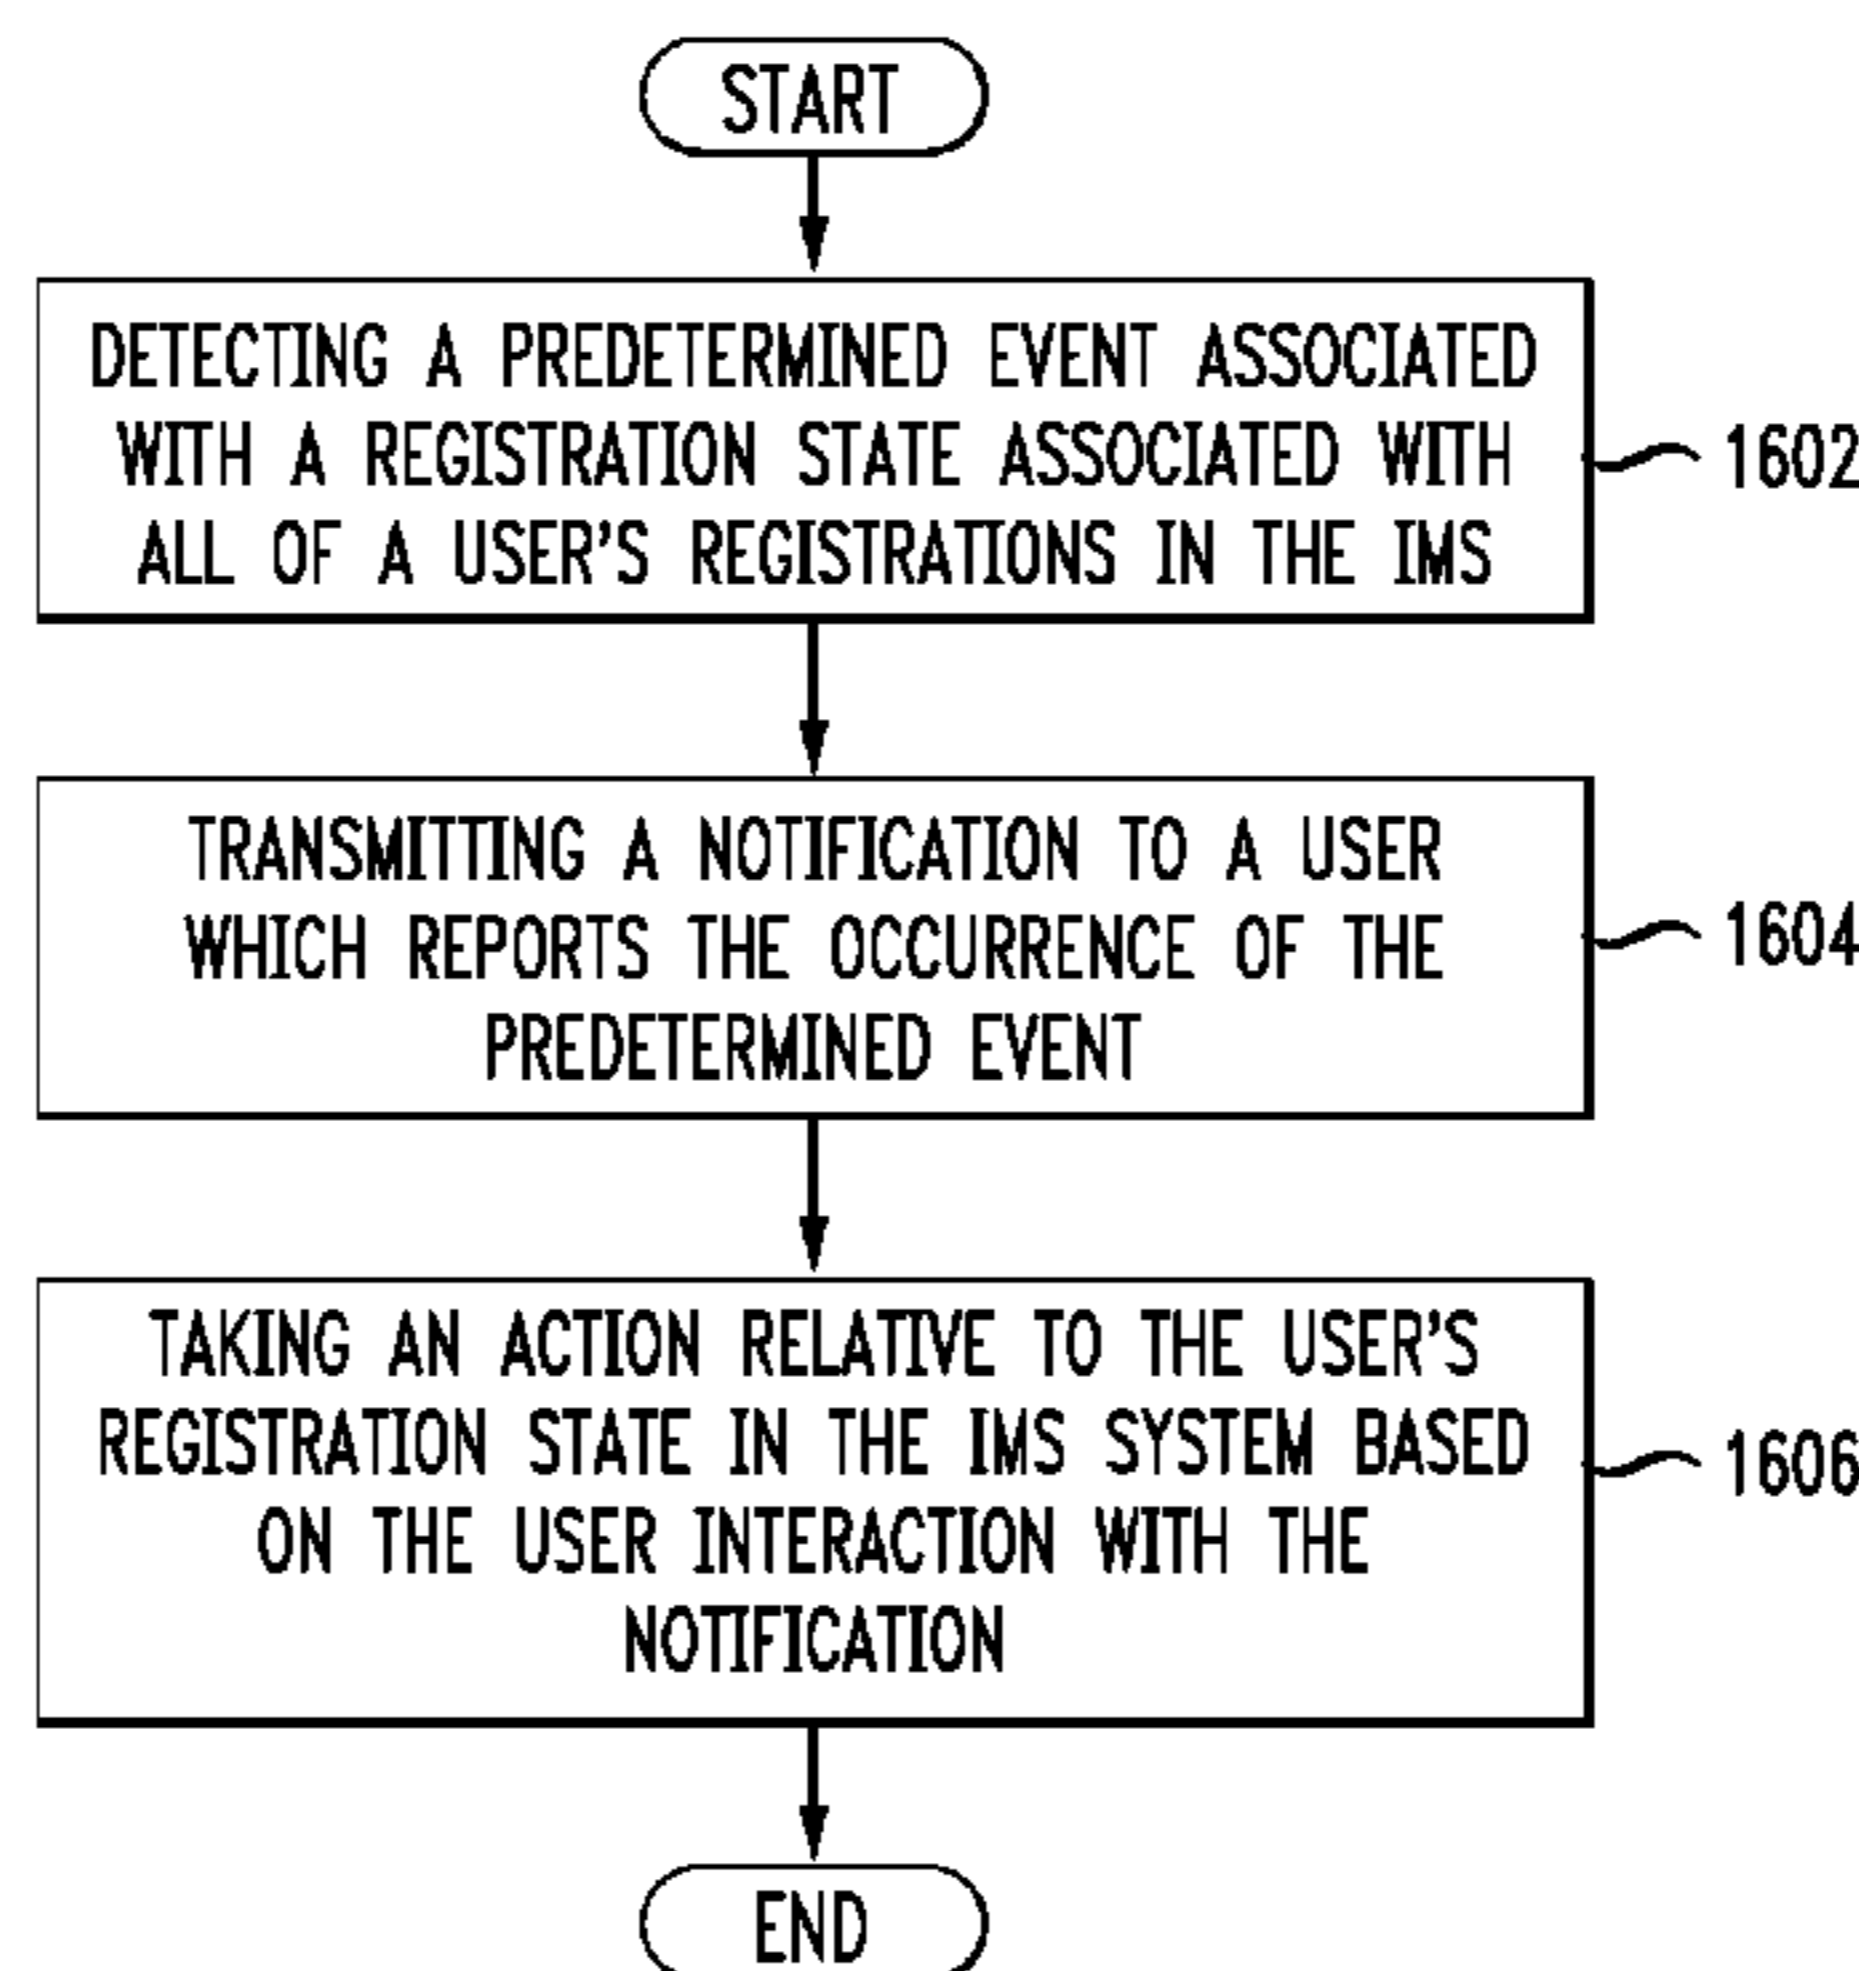 START
DETECTING A PREDETERMINED EVENT ASSOCIATED
WITH A REGISTRATION STATE ASSOCIATED WITH
ALL OF A USER'S REGISTRATIONS IN THE IMS
1602
TRANSMITTING A NOTIFICATION TO A USER
WHICH REPORTS THE OCCURRENCE OF THE
PREDETERMINED EVENT
1604
TAKING AN ACTION RELATIVE TO THE USER'S
REGISTRATION STATE IN THE IMS SYSTEM BASED
ON THE USER INTERACTION WITH THE
NOTIFICATION
1606
END